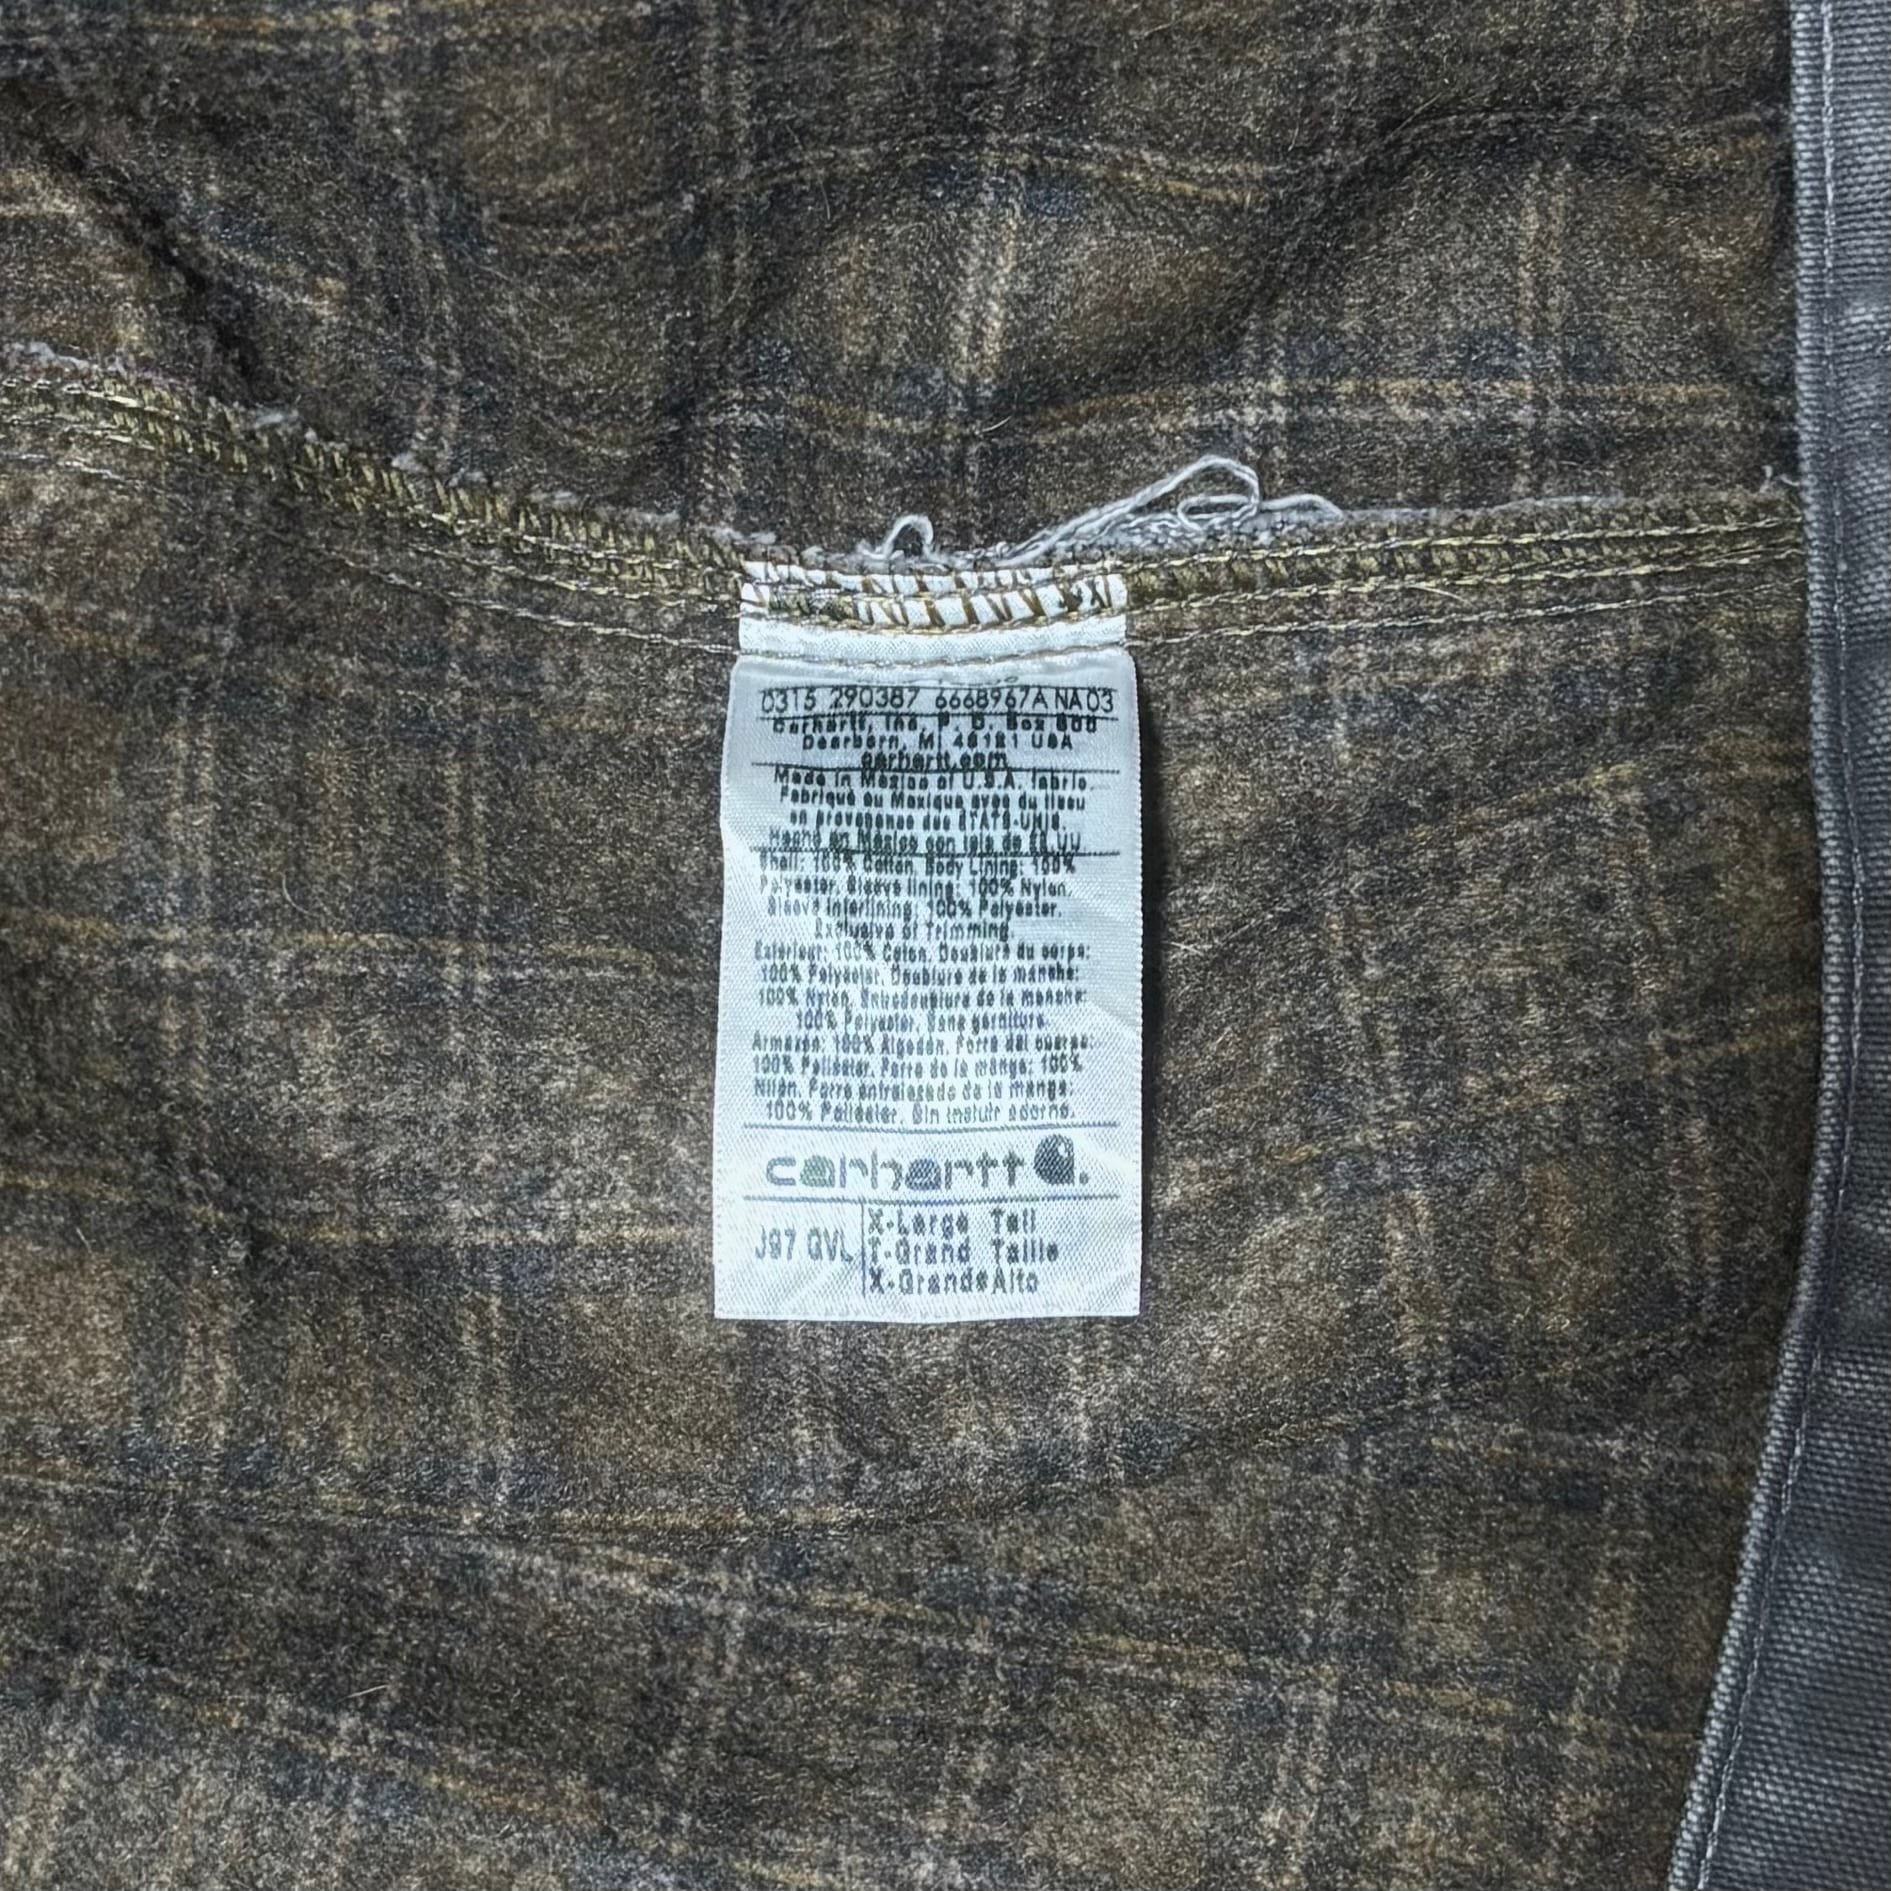 0315 290387 6668967A NA 03
Carhartt, Inc. P. O. Box 600
Dearborn, MI 48121 USA
carhartt.com
Made in Mexico of U.S.A. fabric.
Fabriqué au Mexique avec du tissu
en provenance des ÉTATS-UNIS.
Hecho en México con tela de EE.UU
Shell: 100% Cotton, Body Lining: 100%
Polyester, Sleeve lining: 100% Nylon,
Sleeve interlining: 100% Polyester.
Exclusive of Trimming.
Extérieur: 100% Coton, Doublure du corps:
100% Polyester, Doublure de la manche:
100% Nylon, Entredoublure de la manche:
100% Polyester. Sans garniture.
Armazón: 100% Algodón, Forro del cuerpo:
100% Poliéster, Forro de la manga: 100%
Nilón, Forro entrelazado de la manga:
100% Poliéster, Sin incluir adorno.
carhartt
J97 GVL
X-Large Tall
T-Grand Taille
X-GrandeAlto